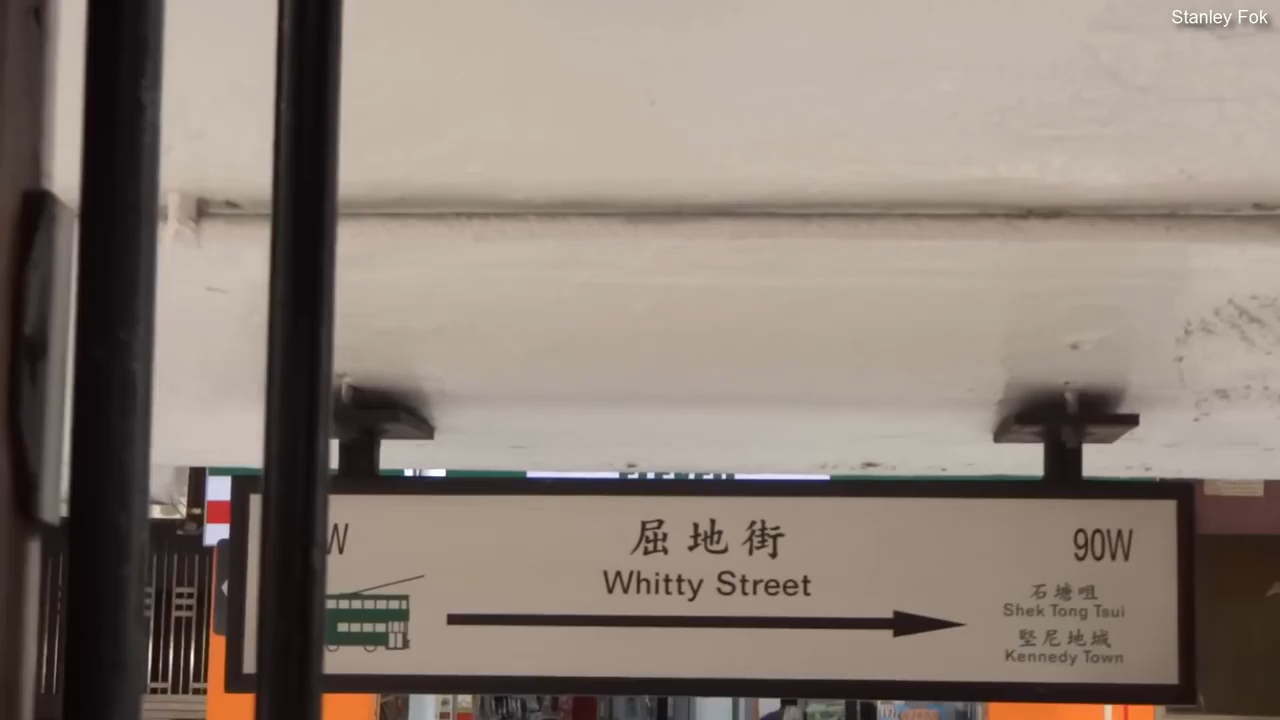 Stanley Fok
屈地街
Whitty Street
W
90W
石塘咀
Shek Tong Tsui
堅尼地城
Kennedy Town